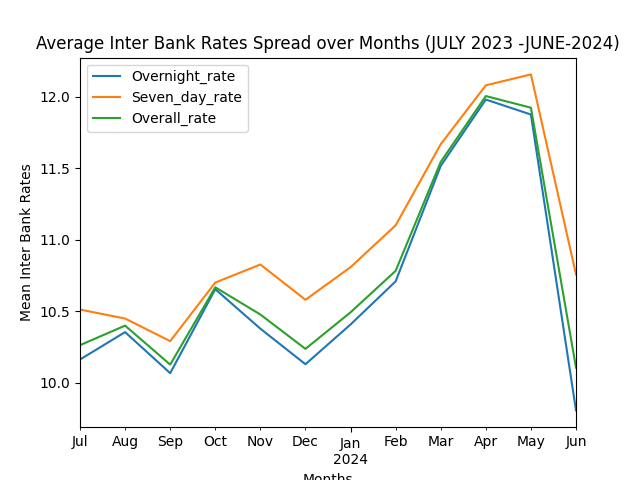 Average Inter Bank Rates Spread over Months (JULY 2023 -JUNE-2024)
Overnight_rate
Seven_day_rate
Overall_rate
Mean Inter Bank Rates
12.0
11.5
11.0
10.5
10.0
Jul Aug Sep Oct Nov Dec Jan Feb Mar Apr May Jun
2024
Months